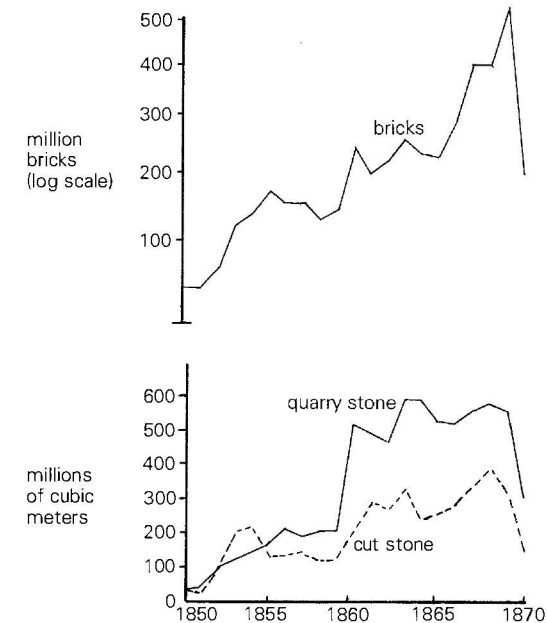 500
400
300
bricks
million
bricks
(log scale)
200
100
600
quarry stone
500
400
millions
of cubic
meters
300
200
cut stone
100
0
1850 1855 1860 1865 1870